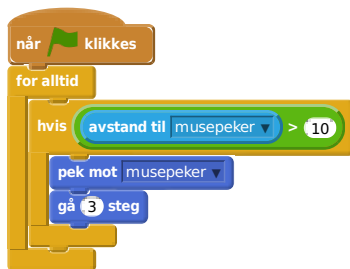 når klikkes
for alltid
hvis avstand til musepeker > 10
pek mot musepeker
gå 3 steg